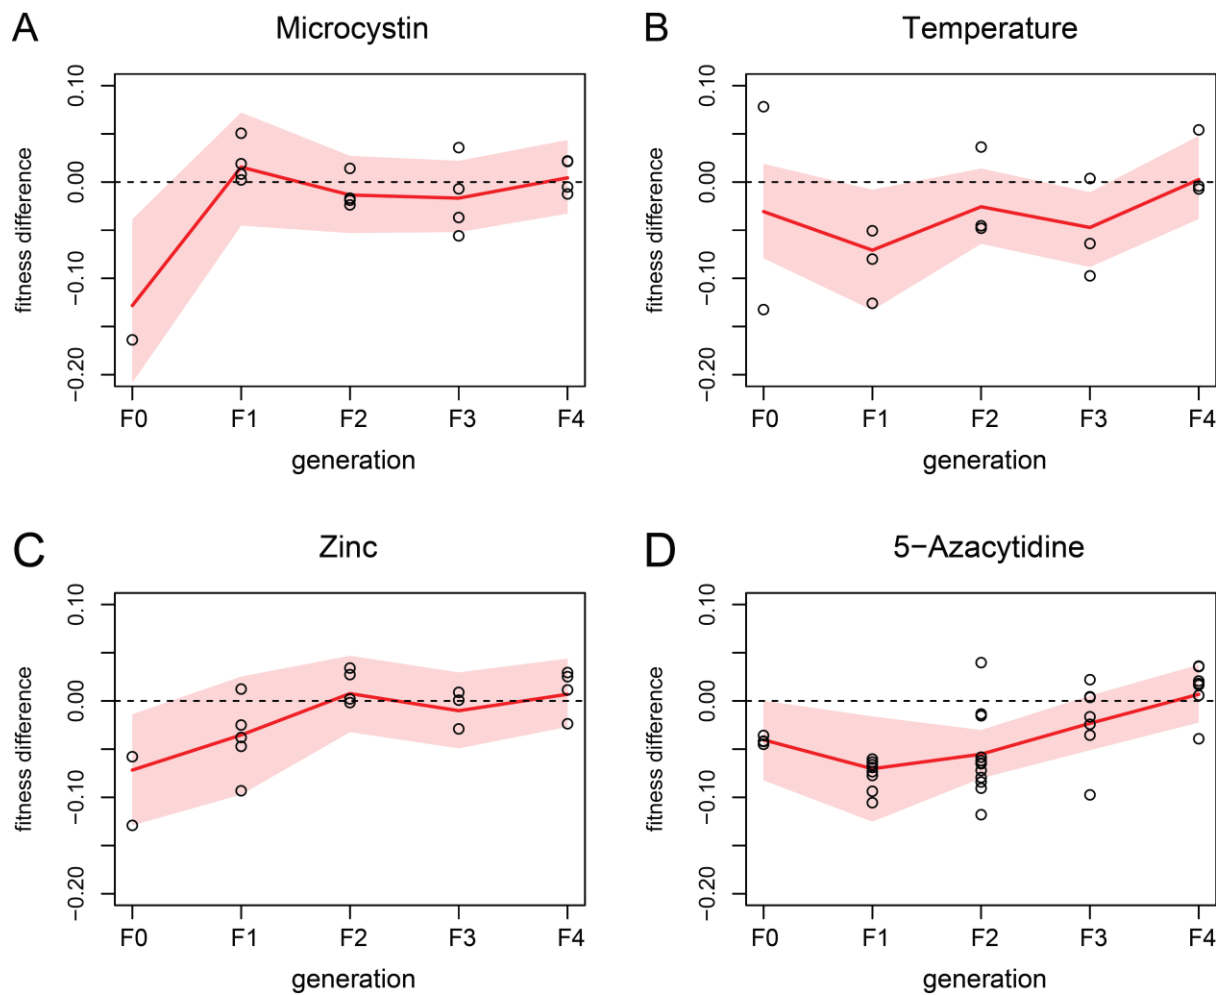 A
Microcystin
fitness difference
0.10
0.00
−0.10
−0.20
F0 F1 F2 F3 F4
generation
B
Temperature
fitness difference
0.10
0.00
−0.10
−0.20
F0 F1 F2 F3 F4
generation
C
Zinc
fitness difference
0.10
0.00
−0.10
−0.20
F0 F1 F2 F3 F4
generation
D
5−Azacytidine
fitness difference
0.10
0.00
−0.10
−0.20
F0 F1 F2 F3 F4
generation